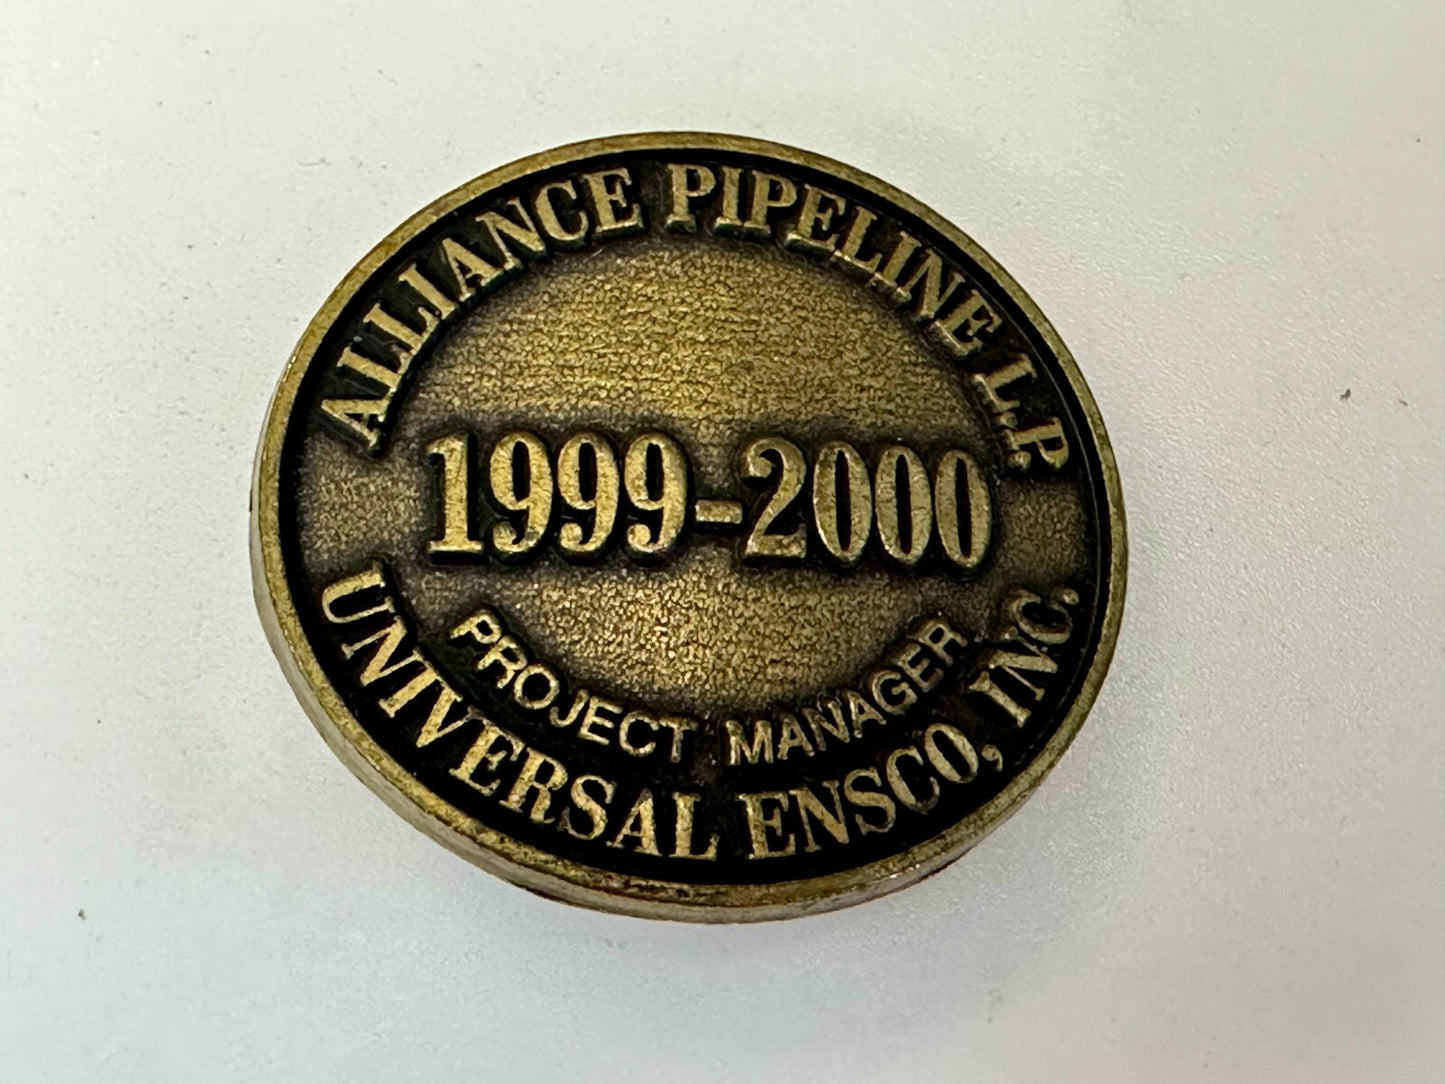 ALLIANCE PIPELINE L.P.
1999-2000
PROJECT MANAGER
UNIVERSAL ENSCO, INC.